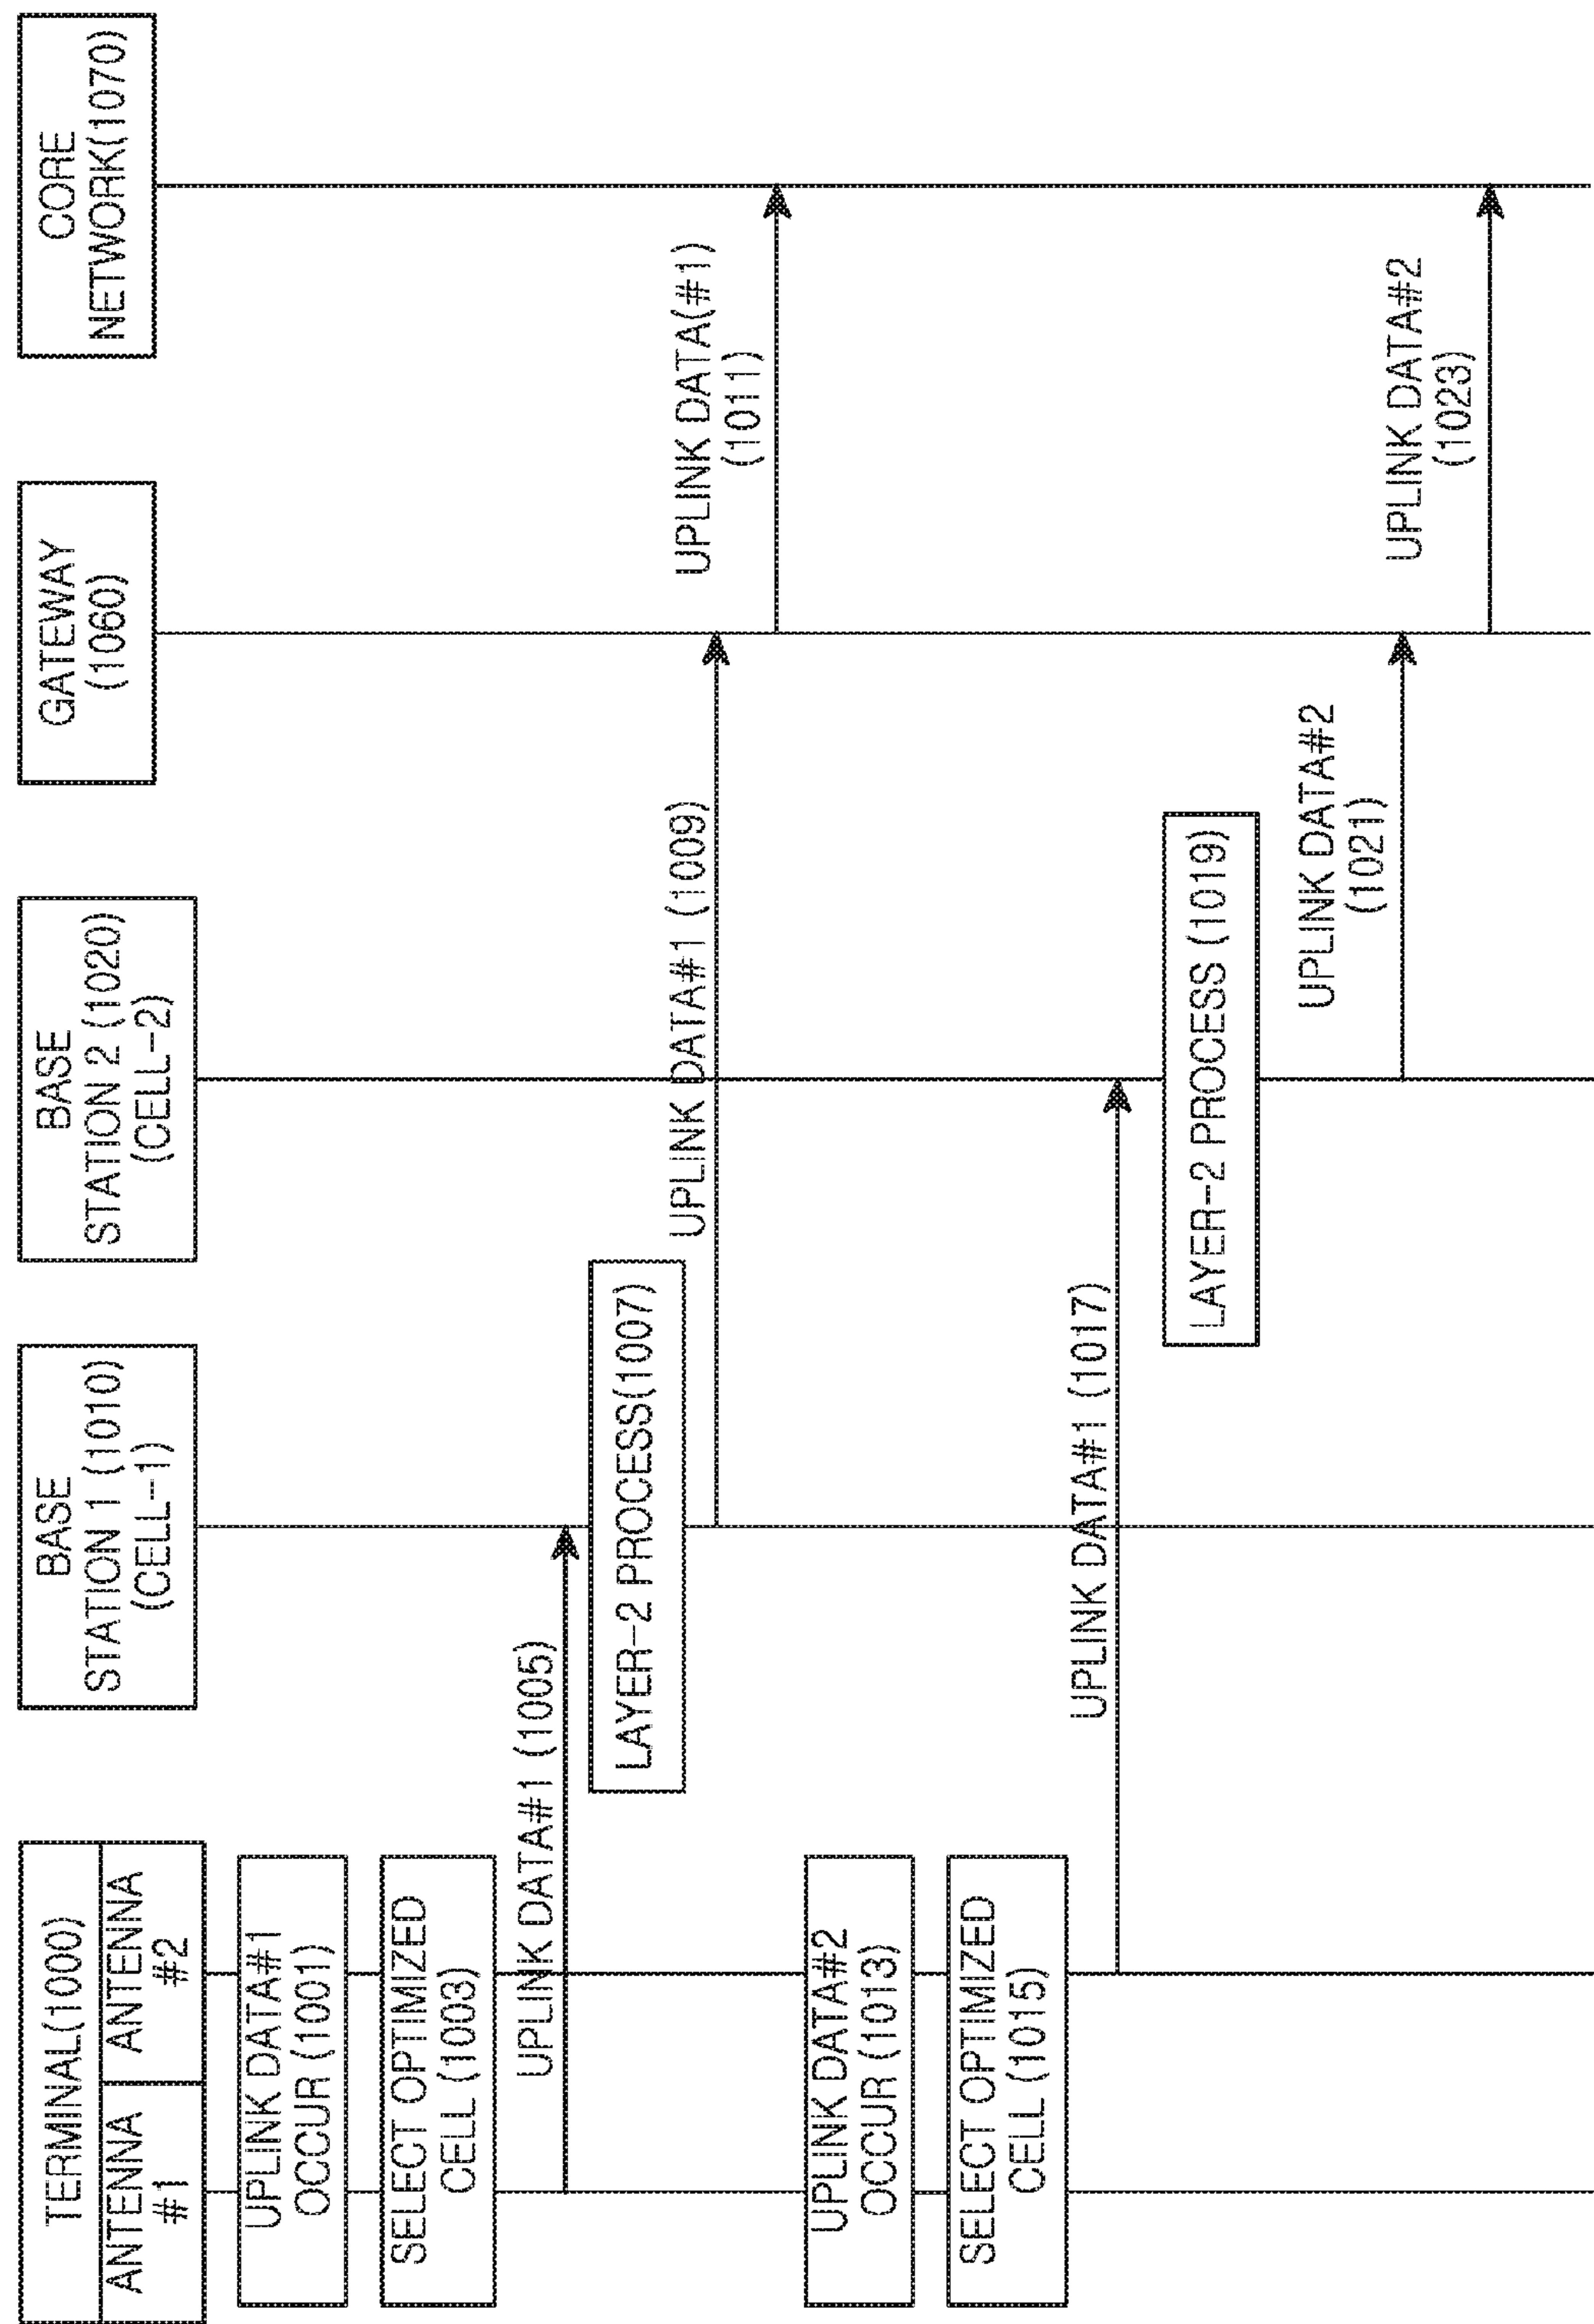 TERMINAL(1000)
ANTENNA
#1
ANTENNA
#2
BASE
STATION 1 (1010)
(CELL-1)
BASE
STATION 2 (1020)
(CELL-2)
GATEWAY
(1060)
CORE
NETWORK(1070)
UPLINK DATA#1
OCCUR (1001)
SELECT OPTIMIZED
CELL (1003)
UPLINK DATA#1 (1005)
LAYER-2 PROCESS(1007)
UPLINK DATA#1 (1009)
UPLINK DATA(#1)
(1011)
UPLINK DATA#2
OCCUR (1013)
SELECT OPTIMIZED
CELL (1015)
UPLINK DATA#1 (1017)
LAYER-2 PROCESS (1019)
UPLINK DATA#2
(1021)
UPLINK DATA#2
(1023)